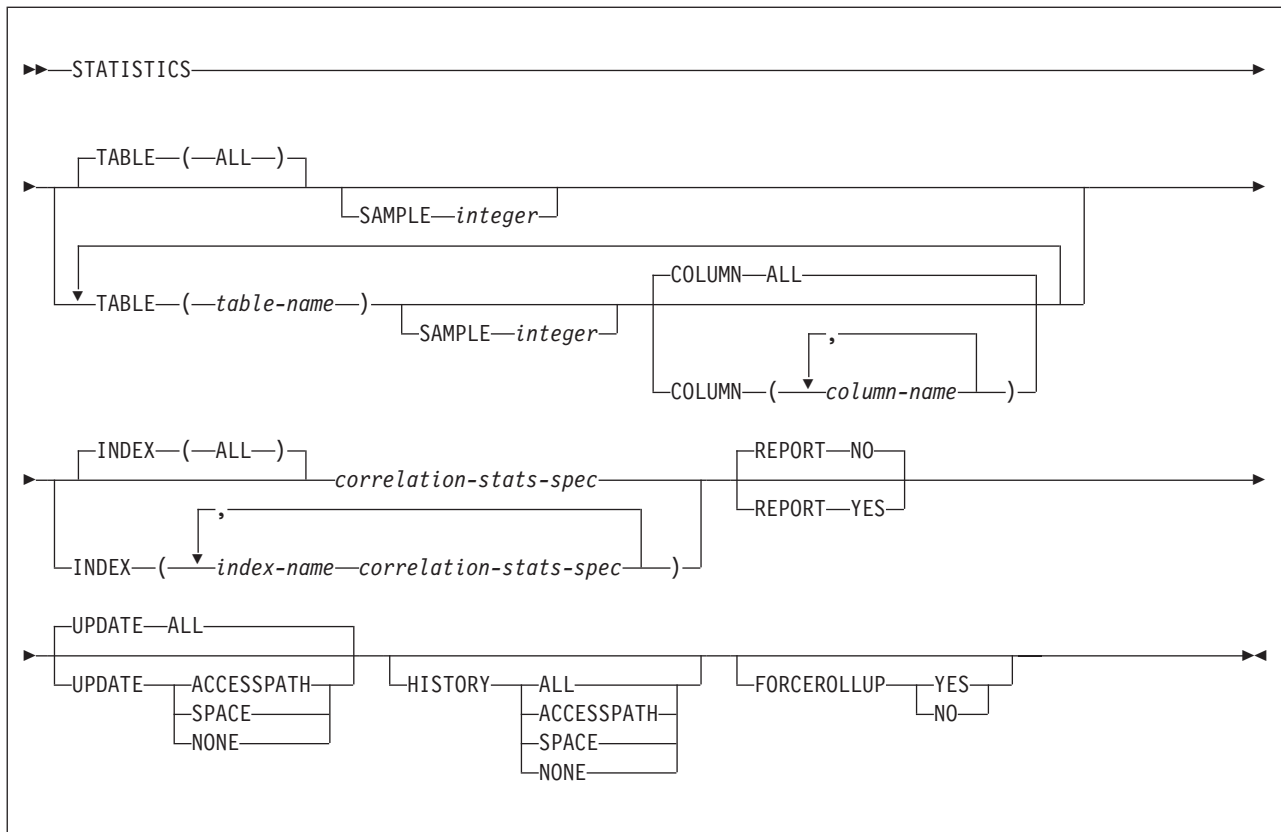 STATISTICS
TABLE ( ALL )
SAMPLE integer
TABLE ( table-name )
SAMPLE integer
COLUMN ALL
,
COLUMN ( column-name )
INDEX ( ALL )
correlation-stats-spec
,
INDEX ( index-name correlation-stats-spec )
REPORT NO
REPORT YES
UPDATE ALL
UPDATE ACCESSPATH
SPACE
NONE
HISTORY ALL
ACCESSPATH
SPACE
NONE
FORCEROLLUP YES
NO